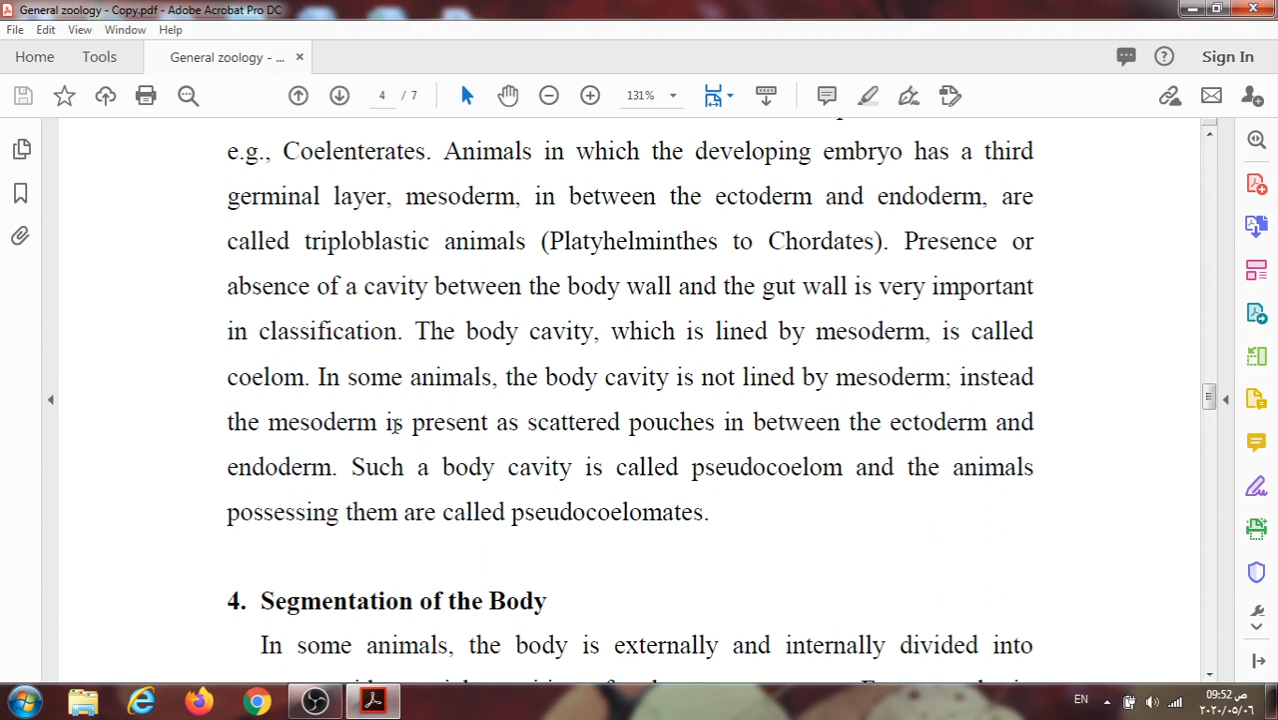 General zoology - Copy.pdf - Adobe Acrobat Pro DC
File Edit View Window Help
Home Tools General zoology - ... × Sign In
4 / 7 131%
e.g., Coelenterates. Animals in which the developing embryo has a third
germinal layer, mesoderm, in between the ectoderm and endoderm, are
called triploblastic animals (Platyhelminthes to Chordates). Presence or
absence of a cavity between the body wall and the gut wall is very important
in classification. The body cavity, which is lined by mesoderm, is called
coelom. In some animals, the body cavity is not lined by mesoderm; instead
the mesoderm is present as scattered pouches in between the ectoderm and
endoderm. Such a body cavity is called pseudocoelom and the animals
possessing them are called pseudocoelomates.
4. Segmentation of the Body
In some animals, the body is externally and internally divided into
EN
09:52 ص
٢٠٢٠/٠٥/٠٦